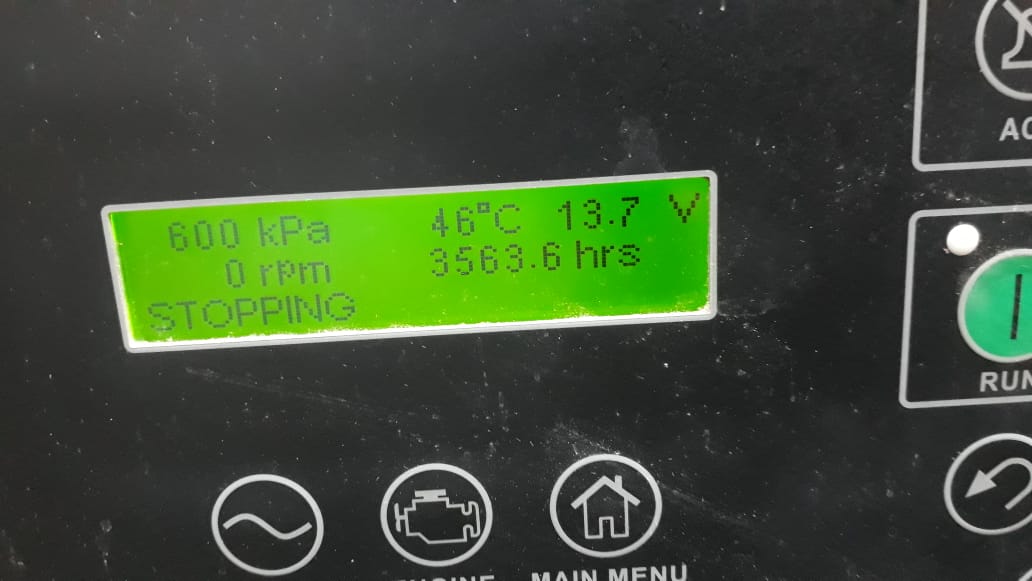 600 kPa 46°C 13.7 V
0 rpm 3563.6 hrs
STOPPING
RUN
MAIN MENU